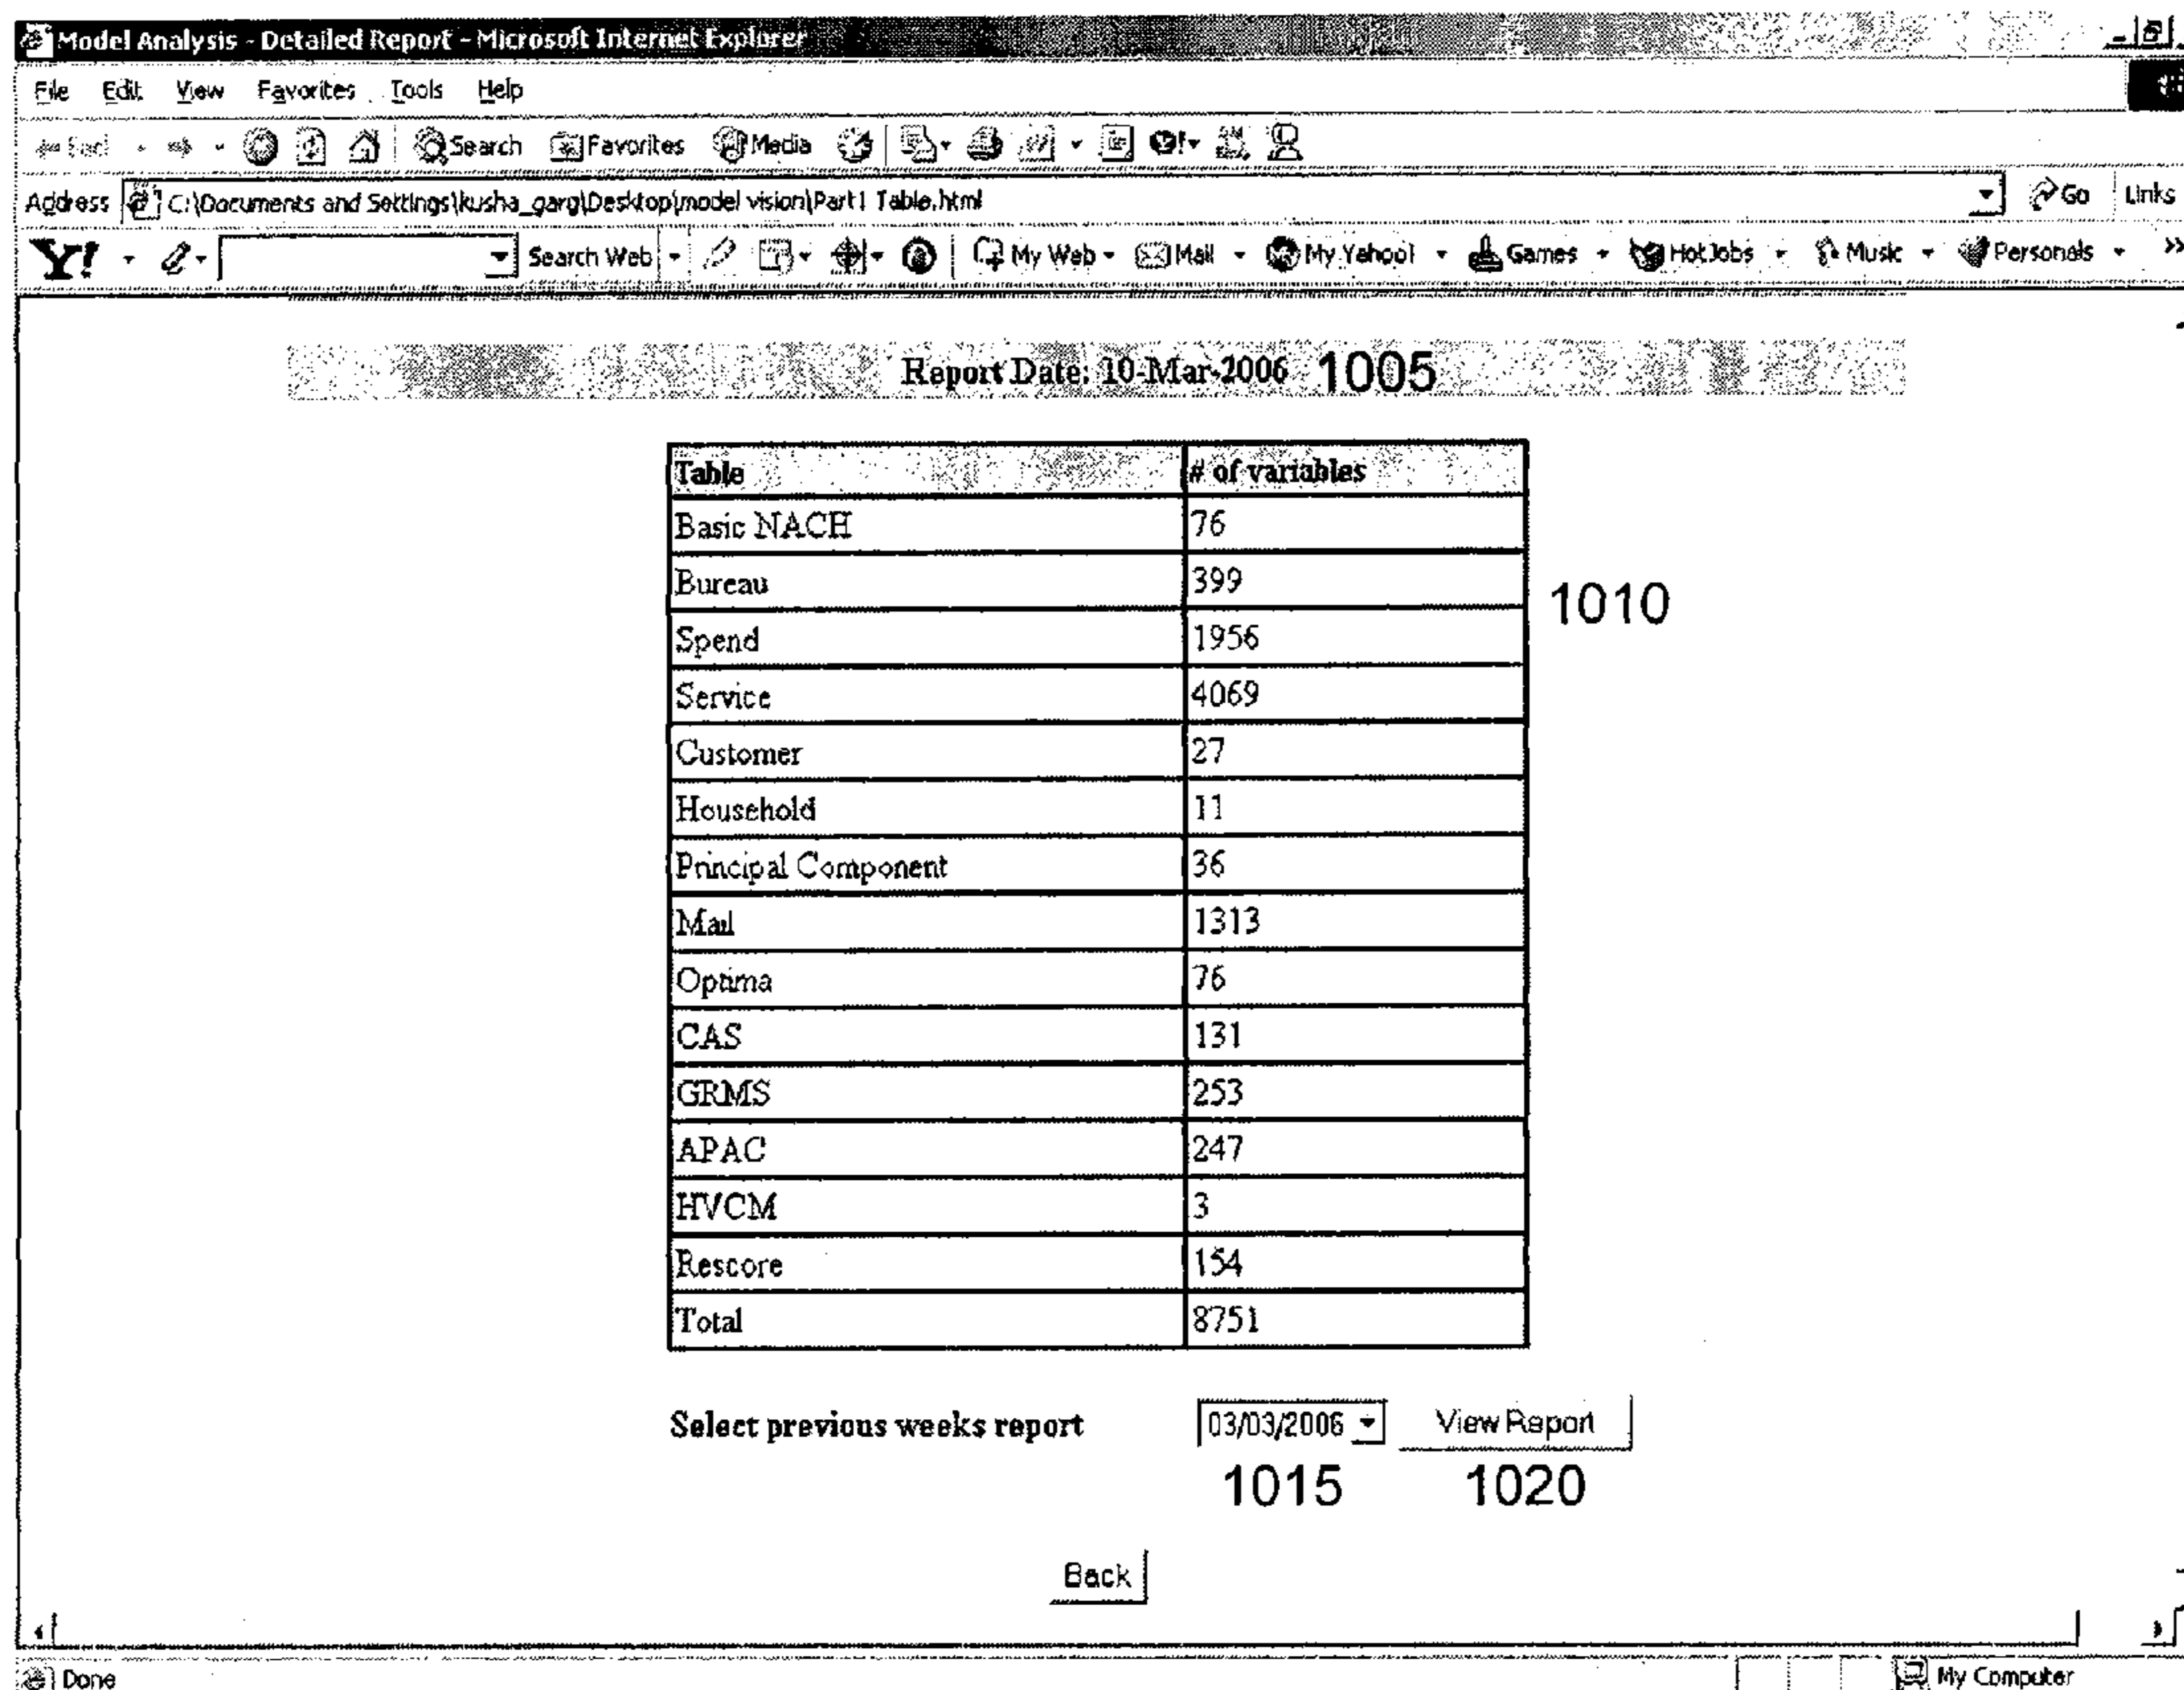 Model Analysis - Detailed Report - Microsoft Internet Explorer
File Edit View Favorites Tools Help
Back Search Favorites Media
Address C:\Documents and Settings\kusha_garg\Desktop\model vision\Part1 Table.html Go Links
Y! Search Web My Web Mail My Yahoo! Games HotJobs Music Personals »
Report Date: 10-Mar-2006 1005
Table # of variables
Basic NACH 76
Bureau 399
1010
Spend 1956
Service 4069
Customer 27
Household 11
Principal Component 36
Mail 1313
Optima 76
CAS 131
GRMS 253
APAC 247
HVCM 3
Rescore 154
Total 8751
Select previous weeks report 03/03/2006 View Report
1015 1020
Back
Done My Computer